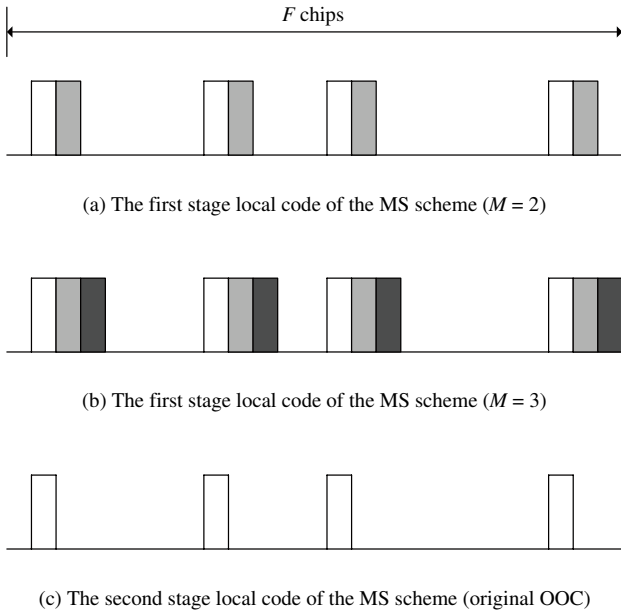 F chips
(a) The first stage local code of the MS scheme (M = 2)
(b) The first stage local code of the MS scheme (M = 3)
(c) The second stage local code of the MS scheme (original OOC)